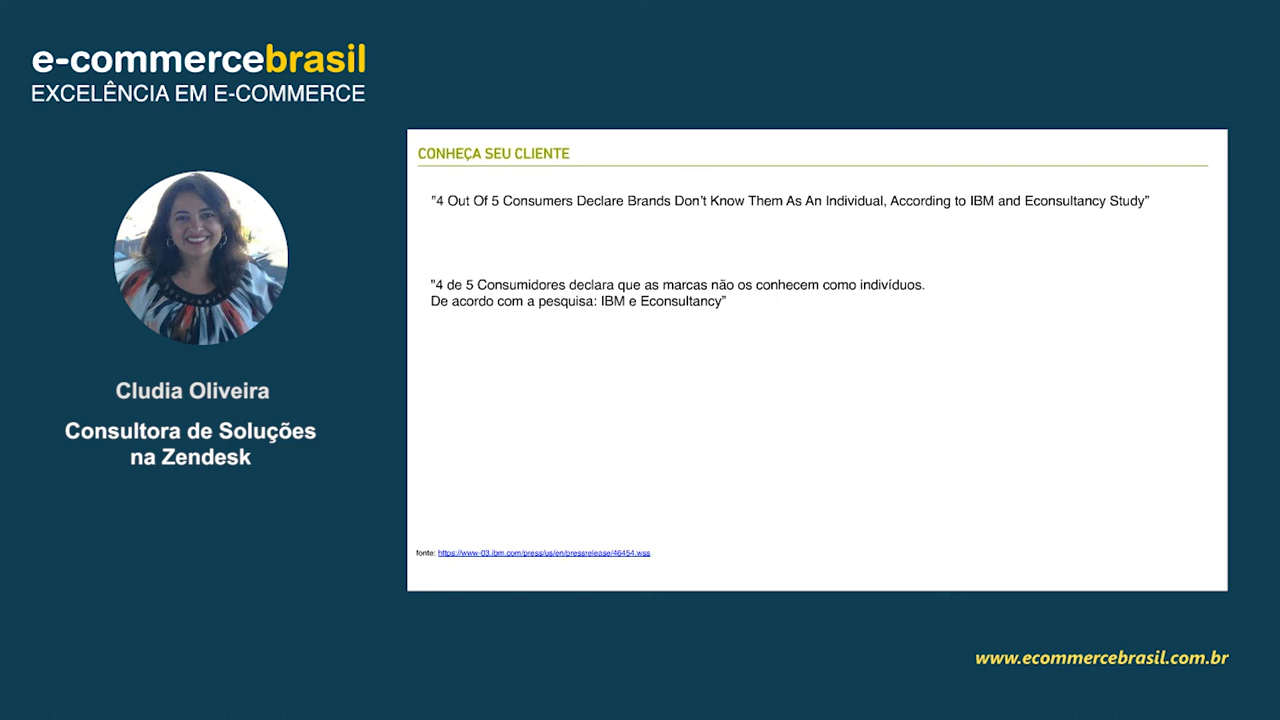 e-commercebrasil
EXCELÊNCIA EM E-COMMERCE
CONHEÇA SEU CLIENTE
"4 Out Of 5 Consumers Declare Brands Don't Know Them As An Individual, According to IBM and Econsultancy Study"
"4 de 5 Consumidores declara que as marcas não os conhecem como indivíduos.
De acordo com a pesquisa: IBM e Econsultancy"
Cludia Oliveira
Consultora de Soluções
na Zendesk
fonte: https://www-03.ibm.com/press/us/en/pressrelease/46454.wss
www.ecommercebrasil.com.br